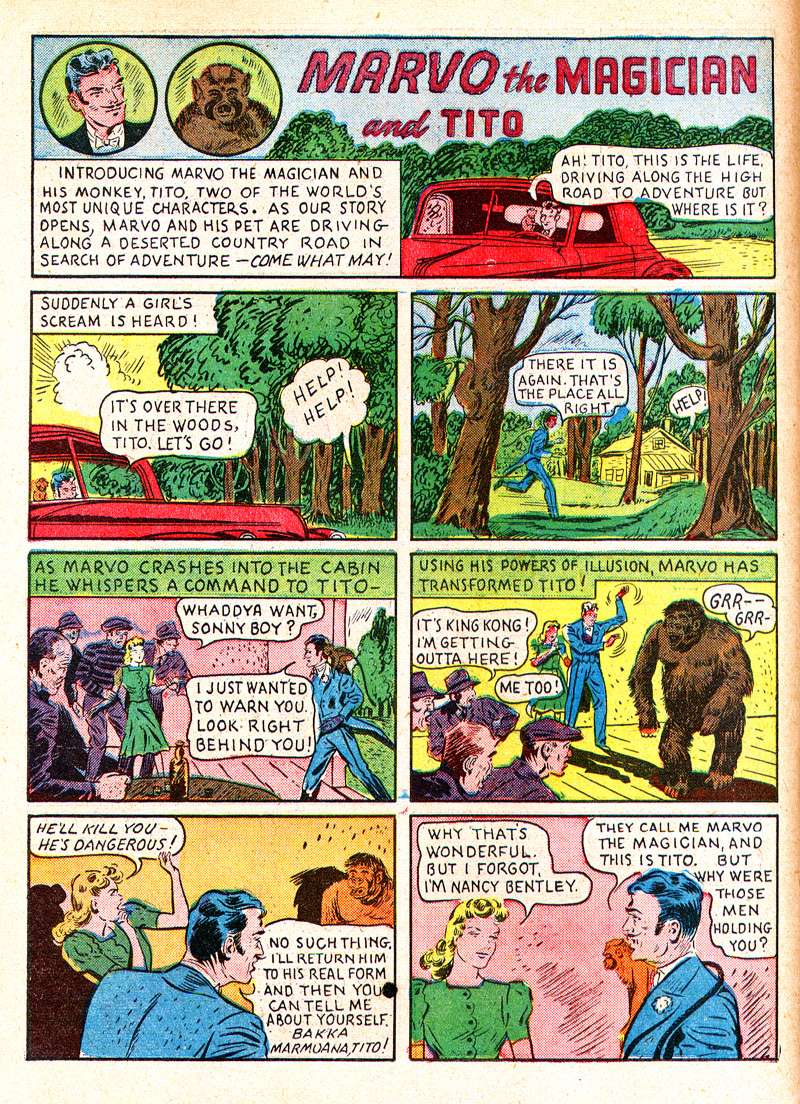 MARVO the MAGICIAN
and TITO
INTRODUCING MARVO THE MAGICIAN AND
HIS MONKEY, TITO, TWO OF THE WORLD'S
MOST UNIQUE CHARACTERS. AS OUR STORY
OPENS, MARVO AND HIS PET ARE DRIVING
ALONG A DESERTED COUNTRY ROAD IN
SEARCH OF ADVENTURE – COME WHAT MAY!
AH! TITO, THIS IS THE LIFE,
DRIVING ALONG THE HIGH
ROAD TO ADVENTURE BUT
WHERE IS IT?
SUDDENLY A GIRL'S
SCREAM IS HEARD!
IT'S OVER THERE
IN THE WOODS,
TITO. LET'S GO!
HELP!
HELP!
THERE IT IS
AGAIN. THAT'S
THE PLACE ALL
RIGHT.
HELP!
AS MARVO CRASHES INTO THE CABIN
HE WHISPERS A COMMAND TO TITO–
WHADDYA WANT,
SONNY BOY?
I JUST WANTED
TO WARN YOU.
LOOK RIGHT
BEHIND YOU!
USING HIS POWERS OF ILLUSION, MARVO HAS
TRANSFORMED TITO!
IT'S KING KONG!
I'M GETTING
OUTTA HERE!
ME TOO!
GRR--
GRR-
HE'LL KILL YOU –
HE'S DANGEROUS!
NO SUCH THING,
I'LL RETURN HIM
TO HIS REAL FORM
AND THEN YOU
CAN TELL ME
ABOUT YOURSELF.
BAKKA
MARMUANA, TITO!
WHY THAT'S
WONDERFUL.
BUT I FORGOT,
I'M NANCY BENTLEY.
THEY CALL ME MARVO
THE MAGICIAN, AND
THIS IS TITO. BUT
WHY WERE
THOSE
MEN
HOLDING
YOU?